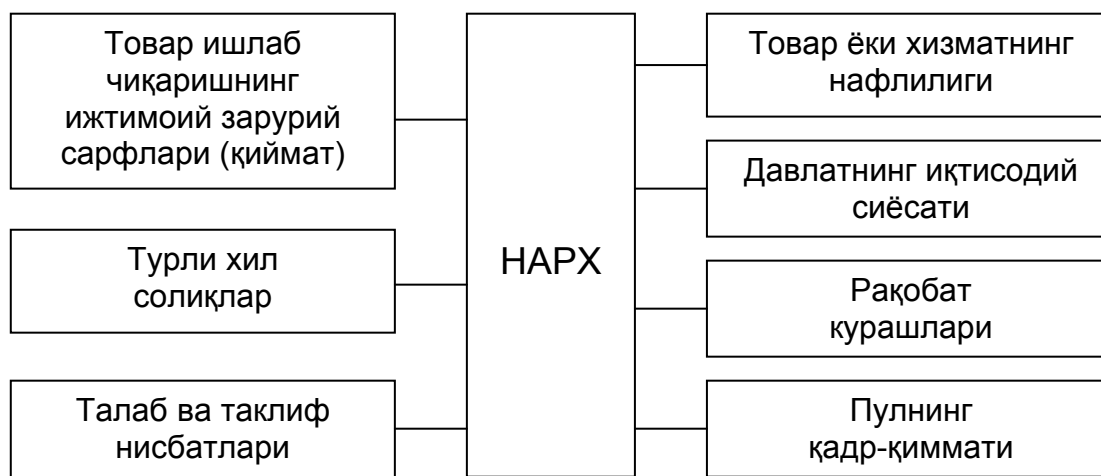 Товар ишлаб
чиқаришнинг
ижтимоий зарурий
сарфлари (қиймат)
Турли хил
солиқлар
Талаб ва таклиф
нисбатлари
НАРХ
Товар ёки хизматнинг
нафлилиги
Давлатнинг иқтисодий
сиёсати
Рақобат
курашлари
Пулнинг
қадр-қиммати